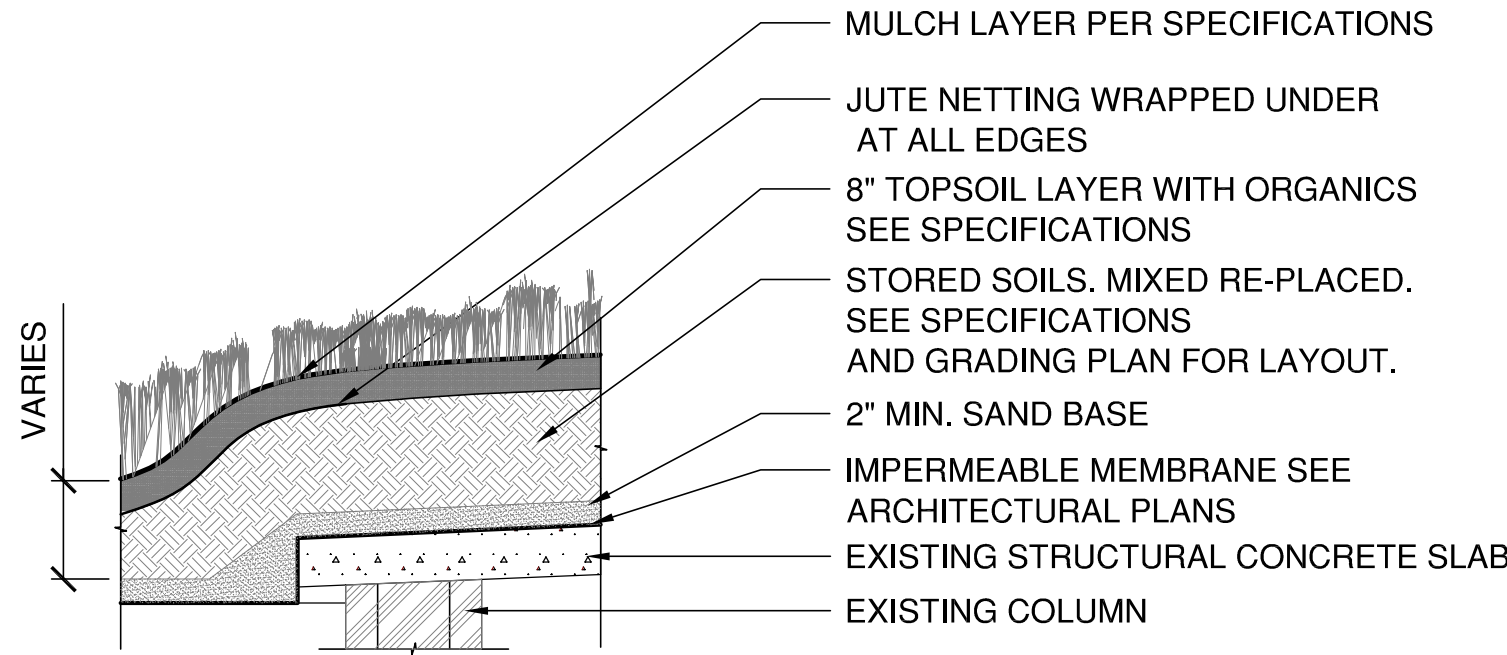 MULCH LAYER PER SPECIFICATIONS
JUTE NETTING WRAPPED UNDER
AT ALL EDGES
8" TOPSOIL LAYER WITH ORGANICS
SEE SPECIFICATIONS
STORED SOILS. MIXED RE-PLACED.
SEE SPECIFICATIONS
AND GRADING PLAN FOR LAYOUT.
2" MIN. SAND BASE
IMPERMEABLE MEMBRANE SEE
ARCHITECTURAL PLANS
EXISTING STRUCTURAL CONCRETE SLAB
EXISTING COLUMN
VARIES